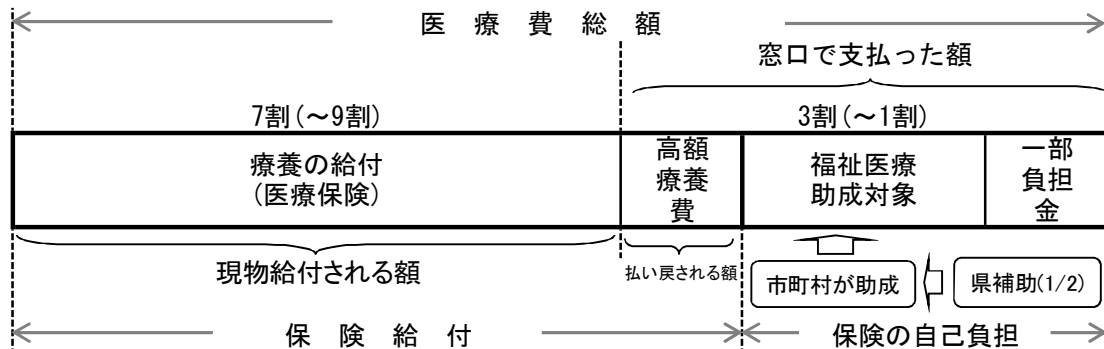 医療費総額
窓口で支払った額
7割(～9割)
3割(～1割)
療養の給付
(医療保険)
高額
療養
費
福祉医療
助成対象
一部
負担
金
現物給付される額
払い戻される額
市町村が助成
県補助(1/2)
保険給付
保険の自己負担